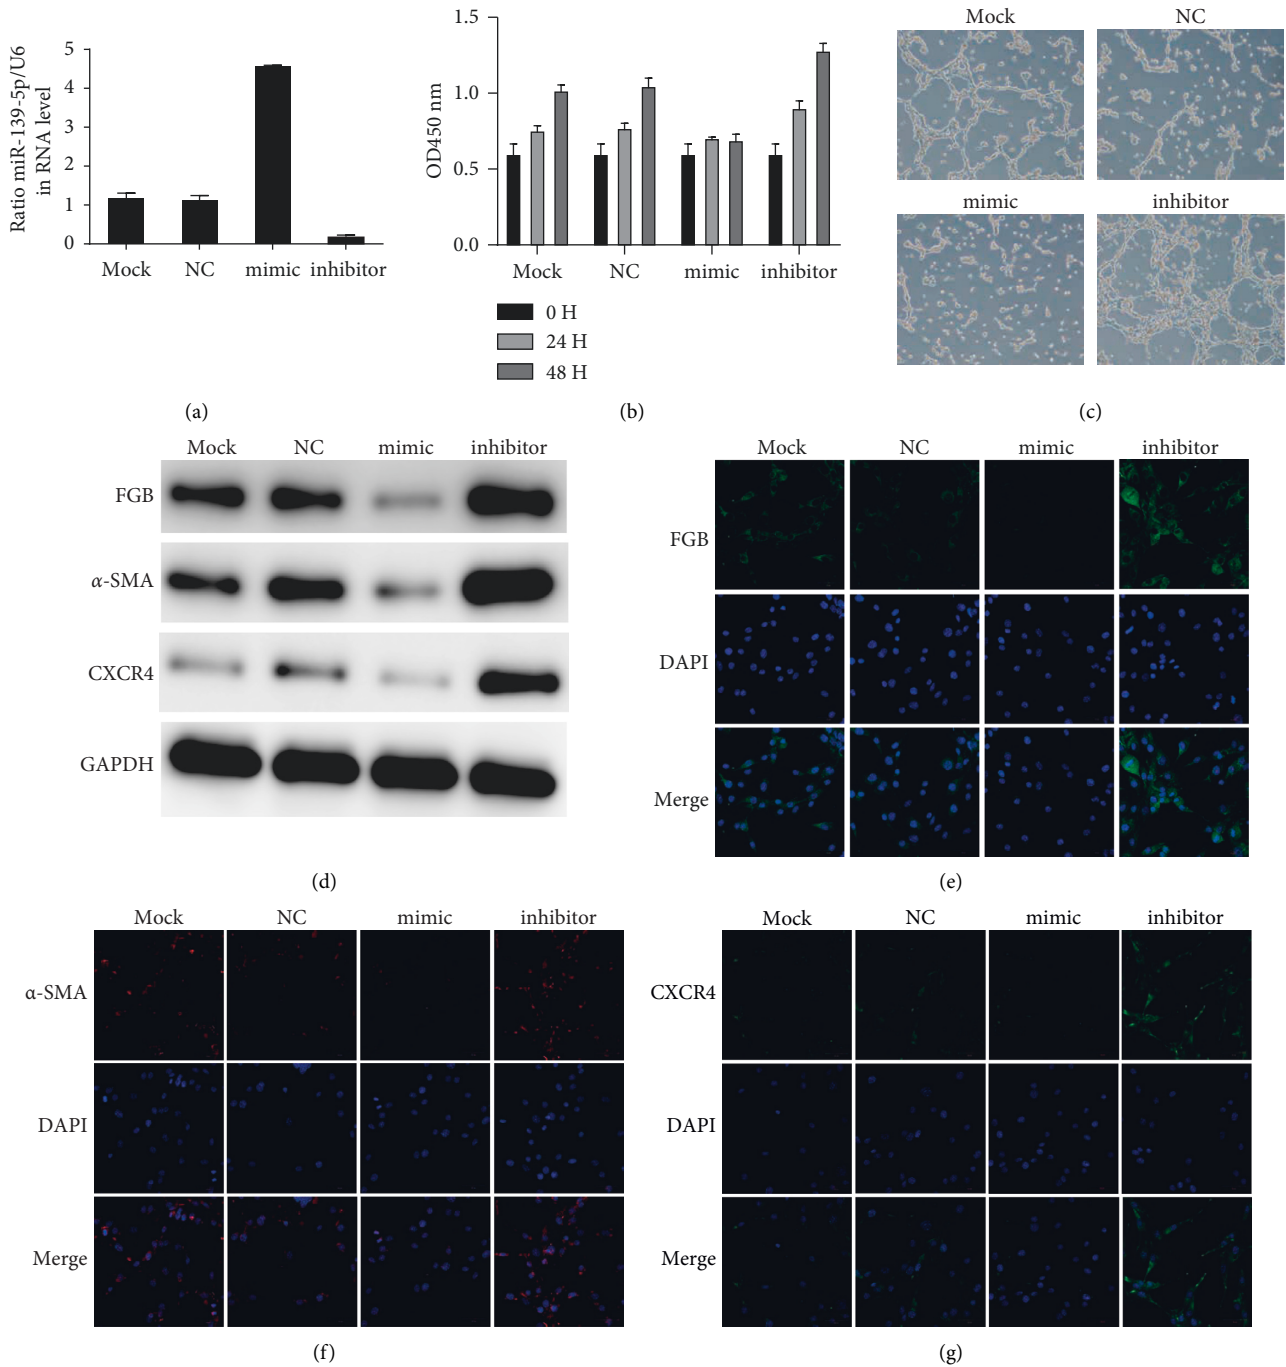 Ratio miR-139-5p/U6
in RNA level
5
4
3
2
1
0
Mock NC mimic inhibitor
(a)
OD450 nm
1.5
1.0
0.5
0.0
Mock NC mimic inhibitor
0 H
24 H
48 H
(b)
Mock NC
mimic inhibitor
(c)
Mock NC mimic inhibitor
FGB
α-SMA
CXCR4
GAPDH
(d)
Mock NC mimic inhibitor
FGB
DAPI
Merge
(e)
Mock NC mimic inhibitor
α-SMA
DAPI
Merge
(f)
Mock NC mimic inhibitor
CXCR4
DAPI
Merge
(g)